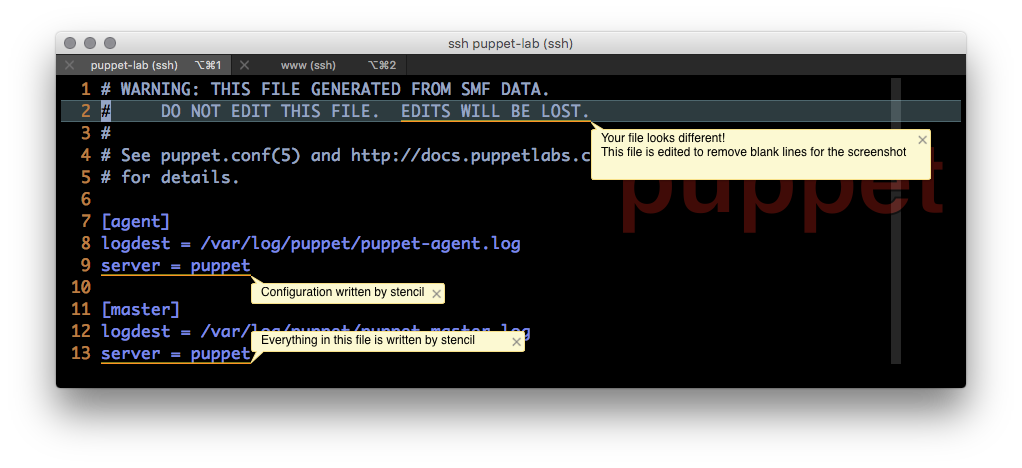 ssh puppet-lab (ssh)
puppet-lab (ssh) ⌥⌘1 www (ssh) ⌥⌘2
1 # WARNING: THIS FILE GENERATED FROM SMF DATA.
2 # DO NOT EDIT THIS FILE. EDITS WILL BE LOST.
3 #
Your file looks different!
This file is edited to remove blank lines for the screenshot
4 # See puppet.conf(5) and http://docs.puppetlabs.c
5 # for details.
puppet
6
7 [agent]
8 logdest = /var/log/puppet/puppet-agent.log
9 server = puppet
10
Configuration written by stencil
11 [master]
12 logdest = /var/log/puppet/puppet-master.log
Everything in this file is written by stencil
13 server = puppet